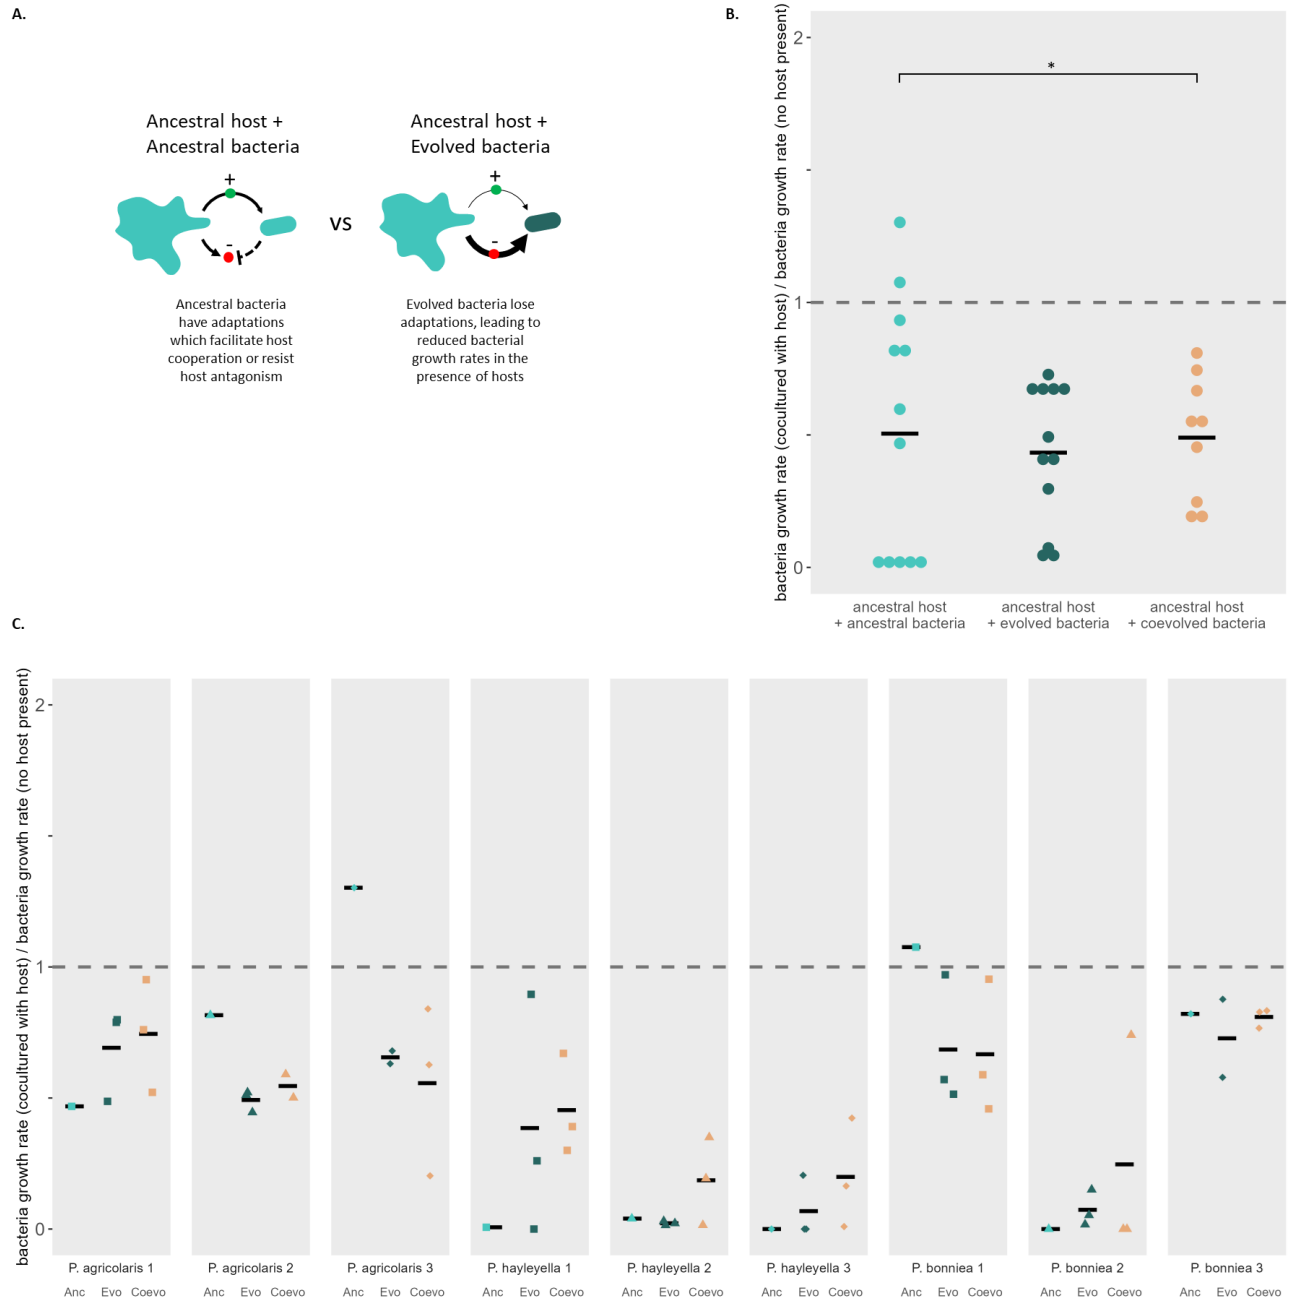 A.
Ancestral host +
Ancestral bacteria
+
-
VS
Ancestral host +
Evolved bacteria
+
-
Ancestral bacteria
have adaptations
which facilitate host
cooperation or resist
host antagonism
Evolved bacteria lose
adaptations, leading to
reduced bacterial
growth rates in the
presence of hosts
B.
bacteria growth rate (cocultured with host) / bacteria growth rate (no host present)
2
1
0
*
ancestral host
+ ancestral bacteria
ancestral host
+ evolved bacteria
ancestral host
+ coevolved bacteria
C.
bacteria growth rate (cocultured with host) / bacteria growth rate (no host present)
2
1
0
P. agricolaris 1
Anc Evo Coevo
P. agricolaris 2
Anc Evo Coevo
P. agricolaris 3
Anc Evo Coevo
P. hayleyella 1
Anc Evo Coevo
P. hayleyella 2
Anc Evo Coevo
P. hayleyella 3
Anc Evo Coevo
P. bonniea 1
Anc Evo Coevo
P. bonniea 2
Anc Evo Coevo
P. bonniea 3
Anc Evo Coevo